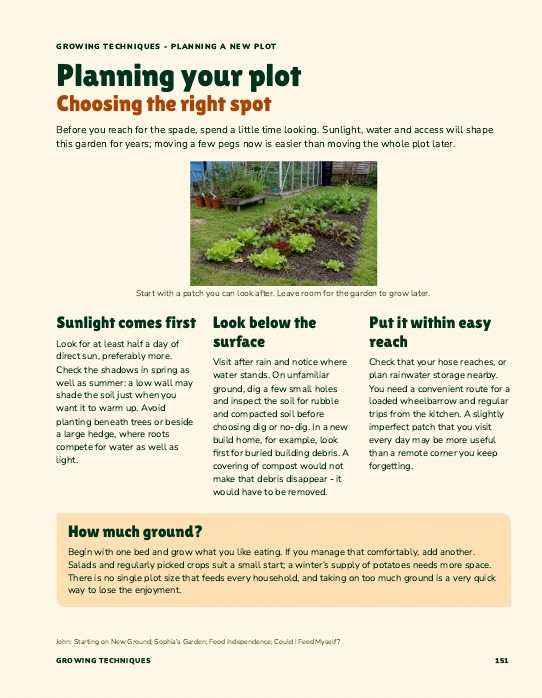 GROWING TECHNIQUES - PLANNING A NEW PLOT
Planning your plot
Choosing the right spot
Before you reach for the spade, spend a little time looking. Sunlight, water and access will shape
this garden for years; moving a few pegs now is easier than moving the whole plot later.
Start with a patch you can look after. Leave room for the garden to grow later.
Sunlight comes first
Look for at least half a day of
direct sun, preferably more.
Check the shadows in spring as
well as summer: a low wall may
shade the soil just when you
want it to warm up. Avoid
planting beneath trees or beside
a large hedge, where roots
compete for water as well as
light.
Look below the
surface
Visit after rain and notice where
water stands. On unfamiliar
ground, dig a few small holes
and inspect the soil for rubble
and compacted soil before
choosing dig or no-dig. In a new
build home, for example, look
first for buried building debris. A
covering of compost would not
make that debris disappear - it
would have to be removed.
Put it within easy
reach
Check that your hose reaches, or
plan rainwater storage nearby.
You need a convenient route for a
loaded wheelbarrow and regular
trips from the kitchen. A slightly
imperfect patch that you visit
every day may be more useful
than a remote corner you keep
forgetting.
How much ground?
Begin with one bed and grow what you like eating. If you manage that comfortably, add another.
Salads and regularly picked crops suit a small start; a winter's supply of potatoes needs more space.
There is no single plot size that feeds every household, and taking on too much ground is a very quick
way to lose the enjoyment.
John: Starting on New Ground; Sophia's Garden; Food Independence; Could I Feed Myself?
GROWING TECHNIQUES
151